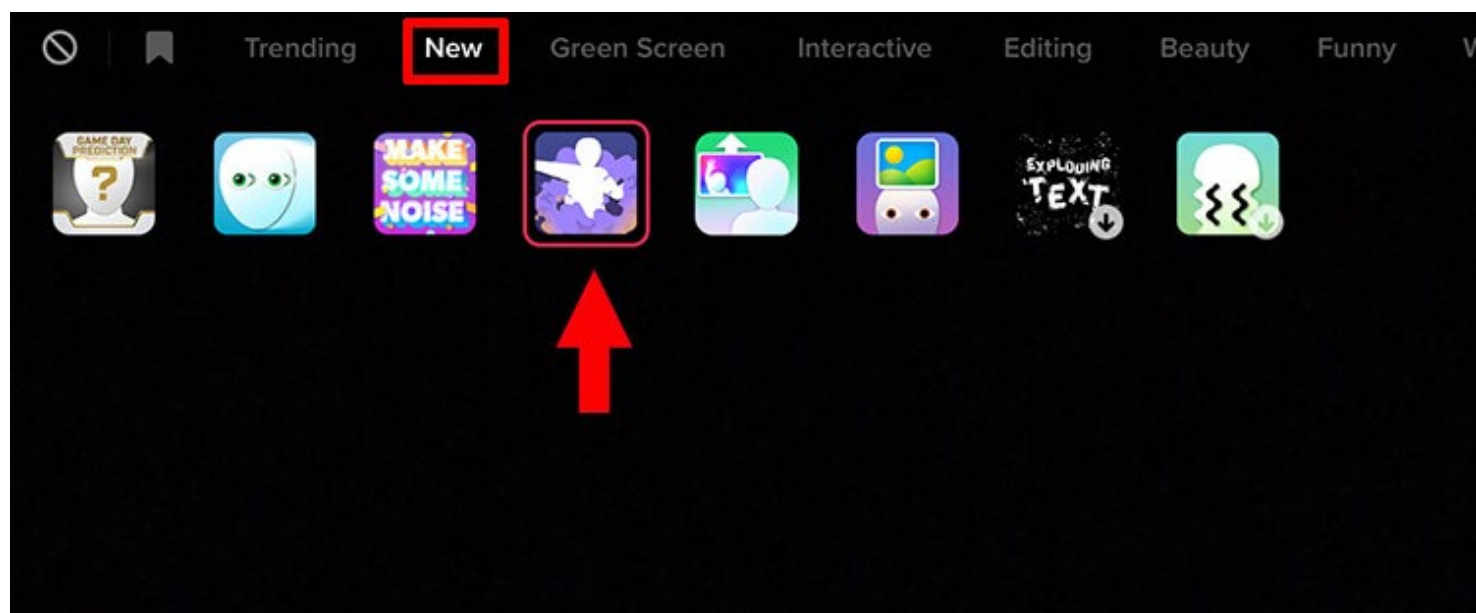 Trending New Green Screen Interactive Editing Beauty Funny
GAME DAY
PREDICTION
?
MAKE
SOME
NOISE
EXPLODING
TEXT